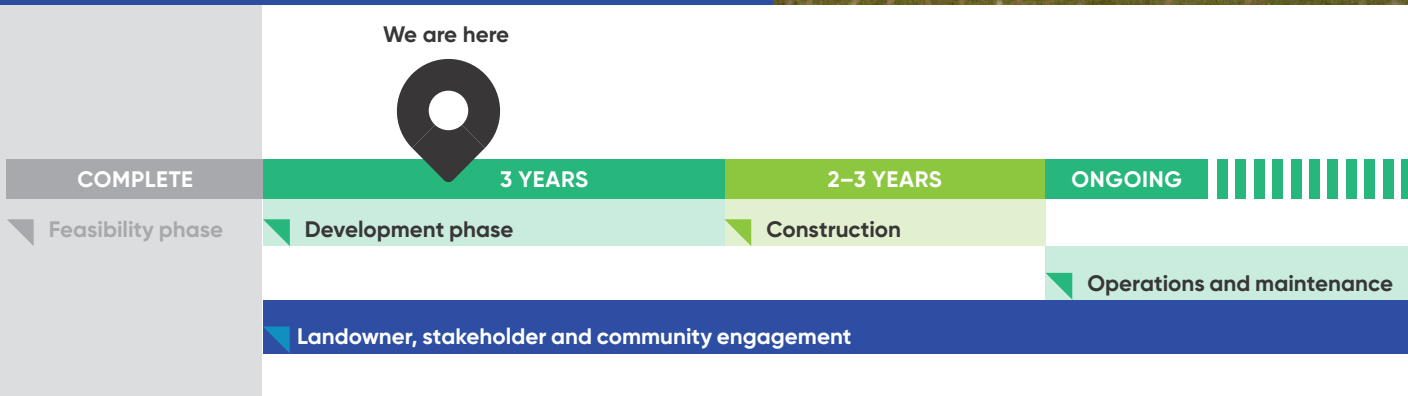 We are here
COMPLETE
3 YEARS
2–3 YEARS
ONGOING
Feasibility phase
Development phase
Construction
Operations and maintenance
Landowner, stakeholder and community engagement